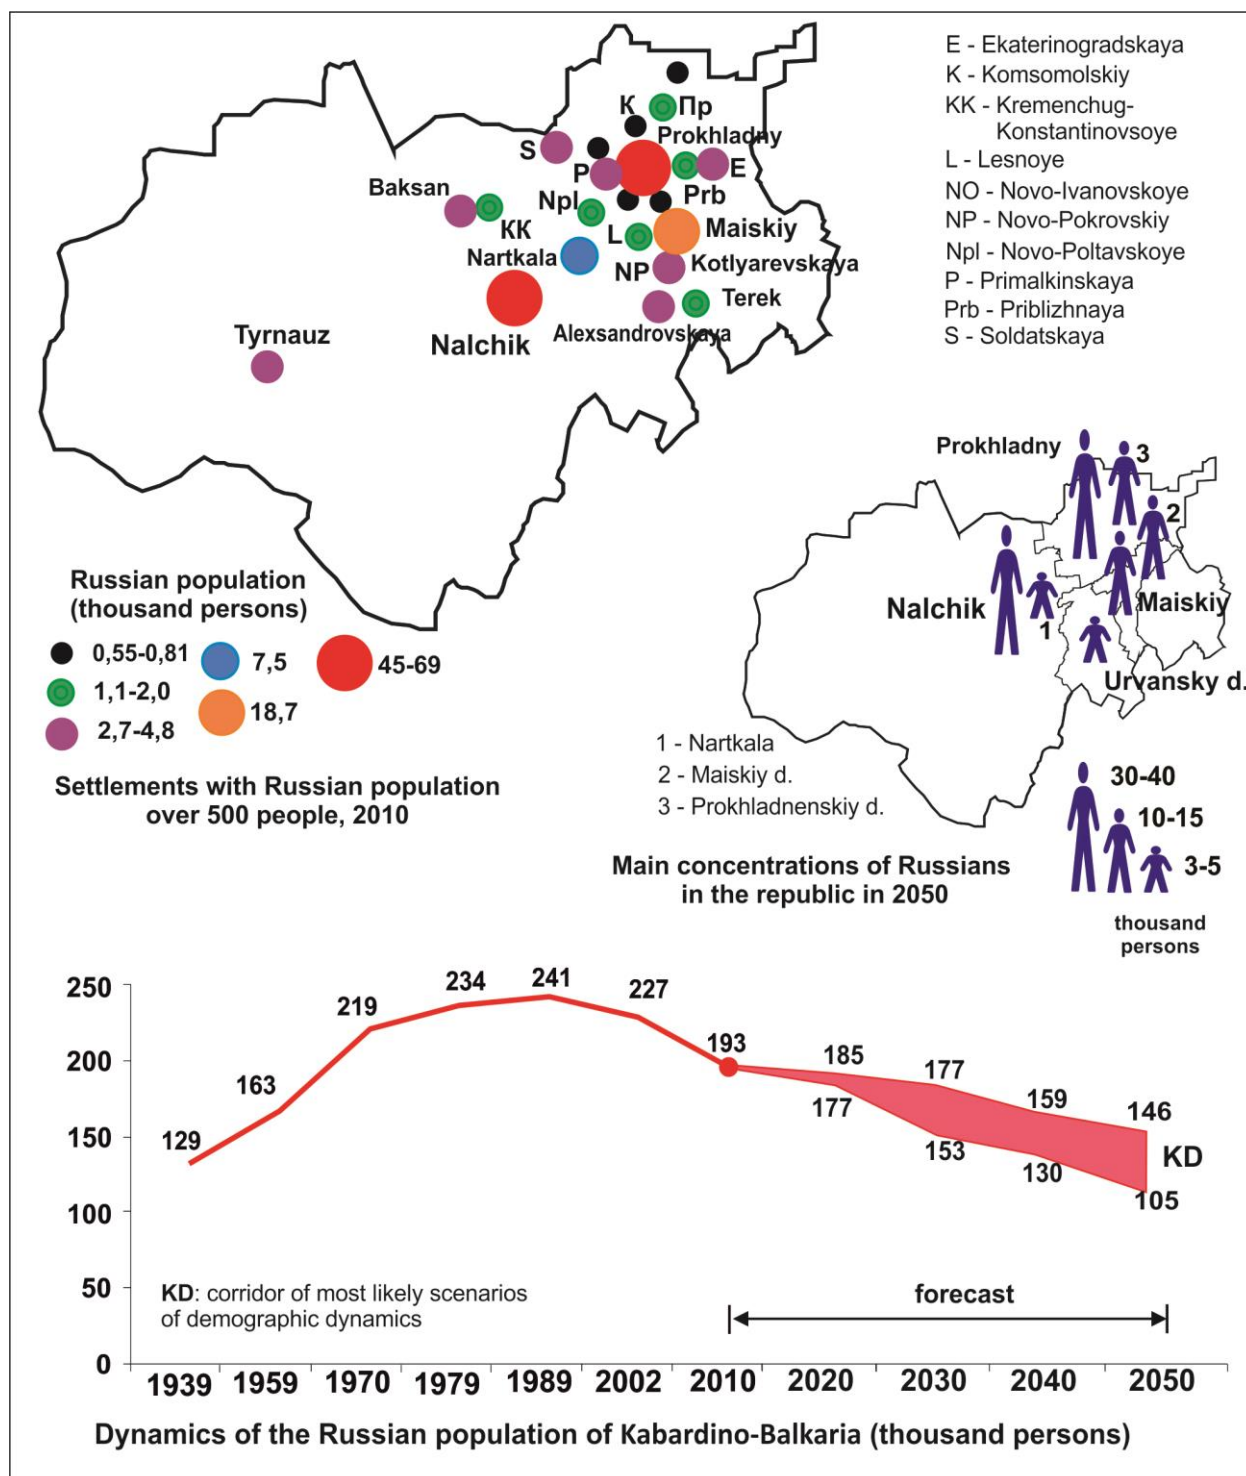 E - Ekaterinogradskaya
K - Komsomolskiy
KK - Kremenchug-
Konstantinovsoye
L - Lesnoye
NO - Novo-Ivanovskoye
NP - Novo-Pokrovskiy
Npl - Novo-Poltavskoye
P - Primalkinskaya
Prb - Priblizhnaya
S - Soldatskaya
К
Пр
Prokhladny
S
P
E
Baksan
Npl
Prb
КК
L
Maiskiy
Nartkala
NP
Kotlyarevskaya
Terek
Alexsandrovskaya
Tyrnauz
Nalchik
Russian population
(thousand persons)
0,55-0,81
1,1-2,0
2,7-4,8
7,5
18,7
45-69
Settlements with Russian population
over 500 people, 2010
Prokhladny
3
2
Nalchik
1
Maiskiy
Urvansky d.
1 - Nartkala
2 - Maiskiy d.
3 - Prokhladnenskiy d.
30-40
10-15
3-5
thousand
persons
Main concentrations of Russians
in the republic in 2050
250
200
150
100
50
0
129
163
219
234
241
227
193
185
177
159
146
177
153
130
105
KD
KD: corridor of most likely scenarios
of demographic dynamics
forecast
1939 1959 1970 1979 1989 2002 2010 2020 2030 2040 2050
Dynamics of the Russian population of Kabardino-Balkaria (thousand persons)